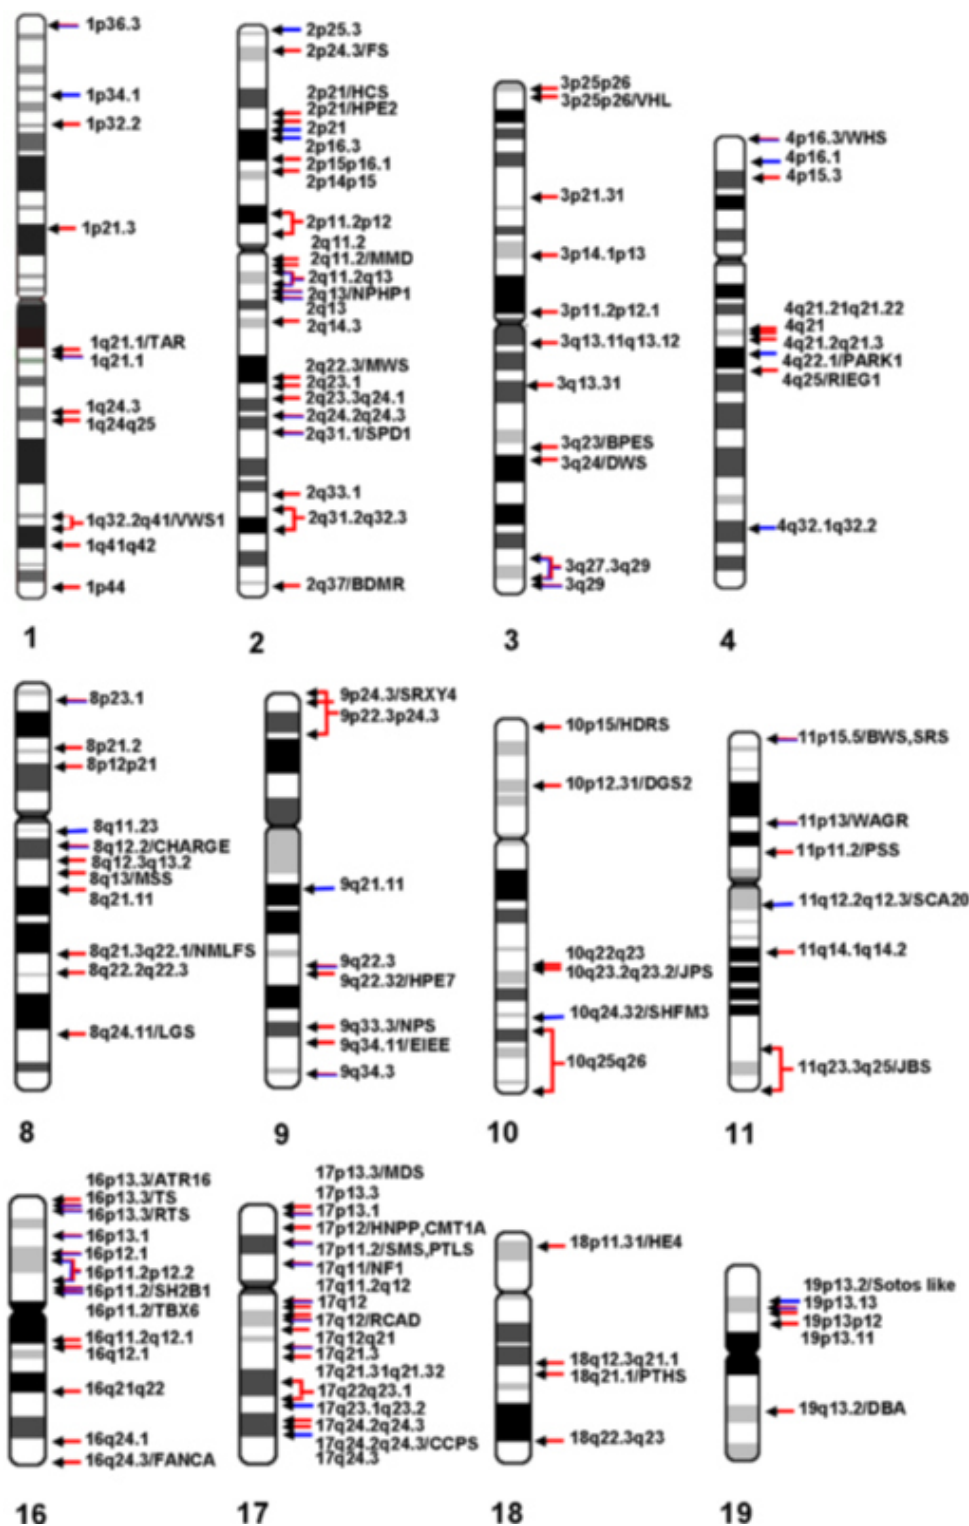 1p36.3
1p34.1
1p32.2
1p21.3
1q21.1/TAR
1q21.1
1q24.3
1q24q25
1q32.2q41/VWS1
1q41q42
1p44
1
2p25.3
2p24.3/FS
2p21/HCS
2p21/HPE2
2p21
2p16.3
2p15p16.1
2p14p15
2p11.2p12
2q11.2
2q11.2/MMD
2q11.2q13
2q13/NPHP1
2q13
2q14.3
2q22.3/MWS
2q23.1
2q23.3q24.1
2q24.2q24.3
2q31.1/SPD1
2q33.1
2q31.2q32.3
2q37/BDMR
2
3p25p26
3p25p26/VHL
3p21.31
3p14.1p13
3p11.2p12.1
3q13.11q13.12
3q13.31
3q23/BPES
3q24/DWS
3q27.3q29
3q29
3
4p16.3/WHS
4p16.1
4p15.3
4q21.21q21.22
4q21
4q21.2q21.3
4q22.1/PARK1
4q25/RIEG1
4q32.1q32.2
4
8p23.1
8p21.2
8p12p21
8q11.23
8q12.2/CHARGE
8q12.3q13.2
8q13/MSS
8q21.11
8q21.3q22.1/NMLFS
8q22.2q22.3
8q24.11/LGS
8
9p24.3/SRXY4
9p22.3p24.3
9q21.11
9q22.3
9q22.32/HPE7
9q33.3/NPS
9q34.11/EIEE
9q34.3
9
10p15/HDRS
10p12.31/DGS2
10q22q23
10q23.2q23.2/JPS
10q24.32/SHFM3
10q25q26
10
11p15.5/BWS,SRS
11p13/WAGR
11p11.2/PSS
11q12.2q12.3/SCA20
11q14.1q14.2
11q23.3q25/JBS
11
16p13.3/ATR16
16p13.3/TS
16p13.3/RTS
16p13.1
16p12.1
16p11.2p12.2
16p11.2/SH2B1
16p11.2/TBX6
16q11.2q12.1
16q12.1
16q21q22
16q24.1
16q24.3/FANCA
16
17p13.3/MDS
17p13.3
17p13.1
17p12/HNPP,CMT1A
17p11.2/SMS,PTLS
17q11/NF1
17q11.2q12
17q12
17q12/RCAD
17q12q21
17q21.3
17q21.31q21.32
17q22q23.1
17q23.1q23.2
17q24.2q24.3
17q24.2q24.3/CCPS
17q24.3
17
18p11.31/HE4
18q12.3q21.1
18q21.1/PTHS
18q22.3q23
18
19p13.2/Sotos like
19p13.13
19p13p12
19p13.11
19q13.2/DBA
19